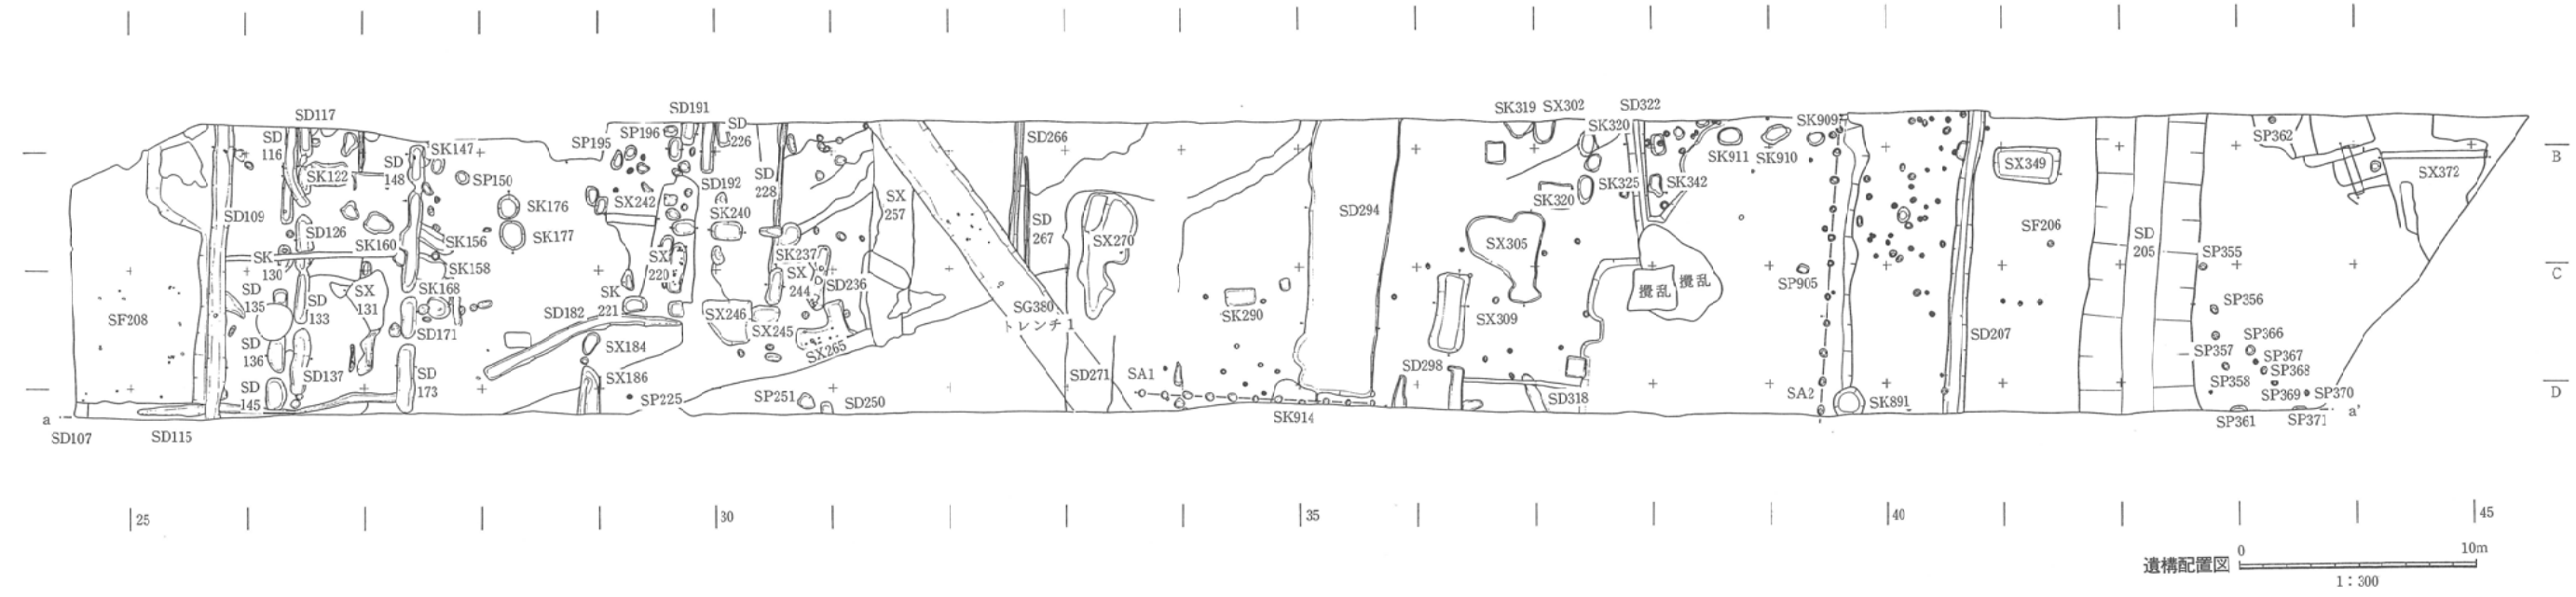 SD117
SD
116
SK122
SD109
SD126
SK
130
SD
135
SD
133
SD
136
SD137
SD
145
SF208
a
SD107
SD115
SD
148
SK147
SP150
SK176
SK177
SK160
SK156
SK158
SX
131
SK168
SD171
SD
173
SP195
SP196
SD191
SD
226
SD192
SD
228
SX242
SK240
SX
220
SK
221
SD182
SK237
SX
244
SD236
SX246
SX245
SX265
SX184
SX186
SP225
SP251
SD250
SX
257
SD266
SD
267
SX270
SG380
トレンチ1
SD271
SA1
SK290
SK914
SD294
SK319
SX302
SD322
SK320
SK325
SK342
SK320
SX305
SX309
SD298
SD318
攪乱
攪乱
SK911
SK910
SK909
SP905
SA2
SK891
SD207
SX349
SF206
SD
205
SP355
SP356
SP357
SP358
SP366
SP367
SP368
SP369
SP370
SP361
SP371
a'
SP362
SX372
B
C
D
25
30
35
40
45
遺構配置図
0
10m
1：300